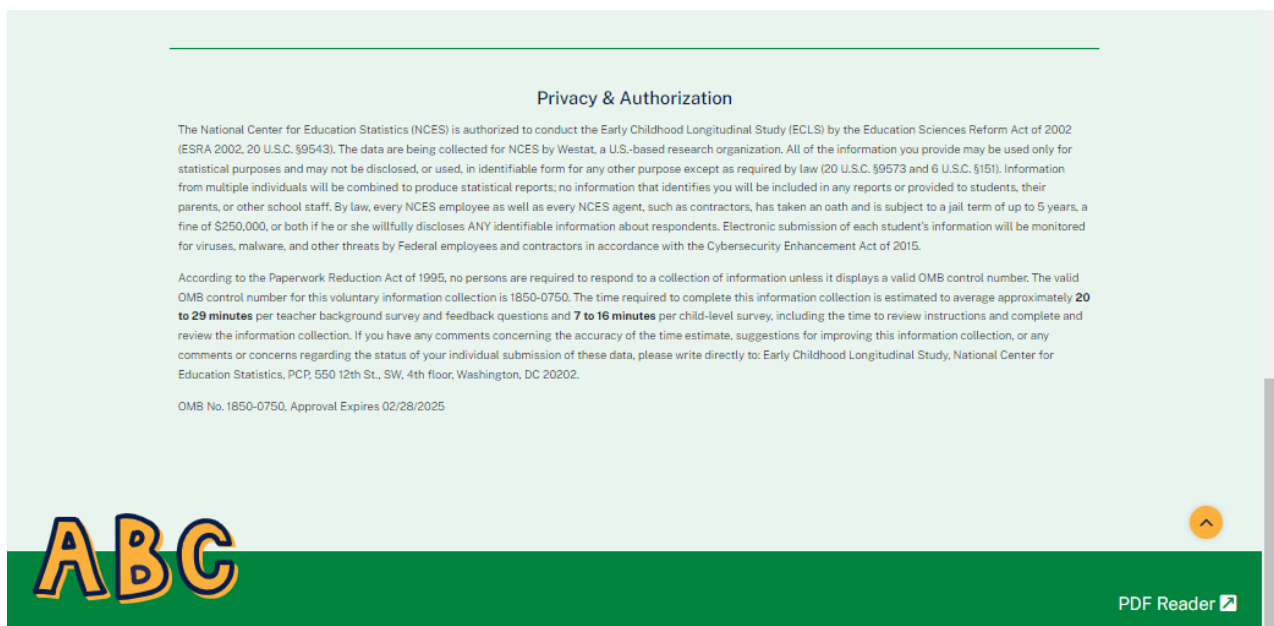 Privacy & Authorization
The National Center for Education Statistics (NCES) is authorized to conduct the Early Childhood Longitudinal Study (ECLS) by the Education Sciences Reform Act of 2002
(ESRA 2002, 20 U.S.C. §9543). The data are being collected for NCES by Westat, a U.S.-based research organization. All of the information you provide may be used only for
statistical purposes and may not be disclosed, or used, in identifiable form for any other purpose except as required by law (20 U.S.C. §9573 and 6 U.S.C. §151). Information
from multiple individuals will be combined to produce statistical reports; no information that identifies you will be included in any reports or provided to students, their
parents, or other school staff. By law, every NCES employee as well as every NCES agent, such as contractors, has taken an oath and is subject to a jail term of up to 5 years, a
fine of $250,000, or both if he or she willfully discloses ANY identifiable information about respondents. Electronic submission of each student's information will be monitored
for viruses, malware, and other threats by Federal employees and contractors in accordance with the Cybersecurity Enhancement Act of 2015.
According to the Paperwork Reduction Act of 1995, no persons are required to respond to a collection of information unless it displays a valid OMB control number. The valid
OMB control number for this voluntary information collection is 1850-0750. The time required to complete this information collection is estimated to average approximately 20
to 29 minutes per teacher background survey and feedback questions and 7 to 16 minutes per child-level survey, including the time to review instructions and complete and
review the information collection. If you have any comments concerning the accuracy of the time estimate, suggestions for improving this information collection, or any
comments or concerns regarding the status of your individual submission of these data, please write directly to: Early Childhood Longitudinal Study, National Center for
Education Statistics, PCP, 550 12th St., SW, 4th floor, Washington, DC 20202.
OMB No. 1850-0750, Approval Expires 02/28/2025
ABC
PDF Reader